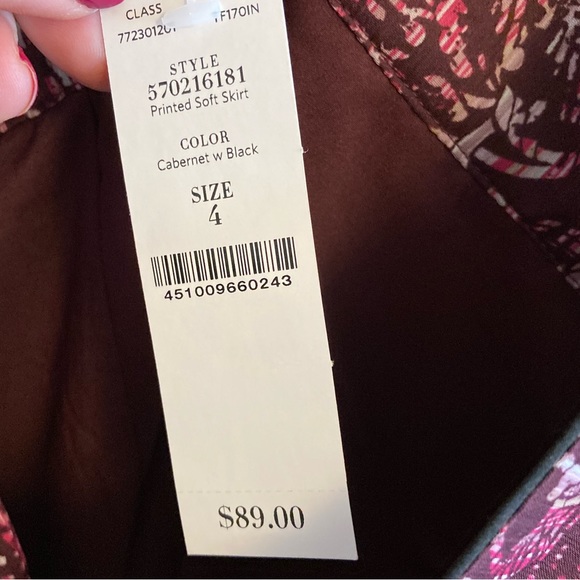 CLASS
STYLE
570216181
Printed Soft Skirt
COLOR
Cabernet w Black
SIZE
4
451009660243
$89.00